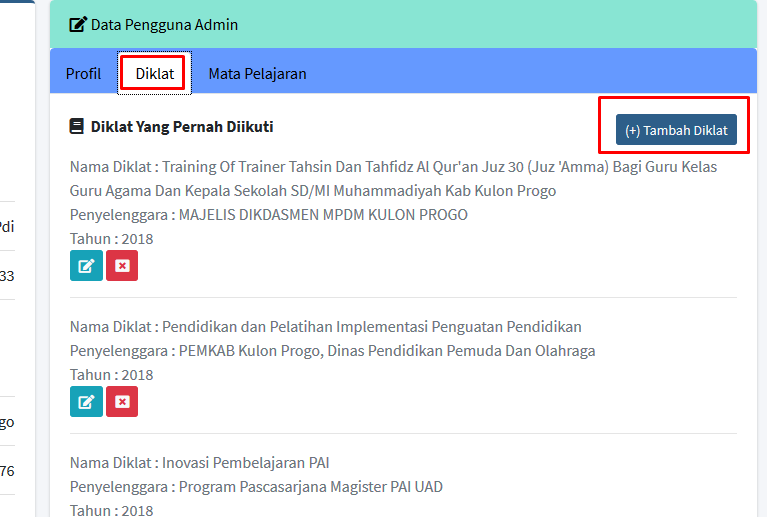 Data Pengguna Admin
Profil Diklat Mata Pelajaran
Diklat Yang Pernah Diikuti
(+) Tambah Diklat
Nama Diklat : Training Of Trainer Tahsin Dan Tahfidz Al Qur'an Juz 30 (Juz 'Amma) Bagi Guru Kelas
Guru Agama Dan Kepala Sekolah SD/MI Muhammadiyah Kab Kulon Progo
Penyelenggara : MAJELIS DIKDASMEN MPDM KULON PROGO
Tahun : 2018
Nama Diklat : Pendidikan dan Pelatihan Implementasi Penguatan Pendidikan
Penyelenggara : PEMKAB Kulon Progo, Dinas Pendidikan Pemuda Dan Olahraga
Tahun : 2018
Nama Diklat : Inovasi Pembelajaran PAI
Penyelenggara : Program Pascasarjana Magister PAI UAD
Tahun : 2018
33
go
76